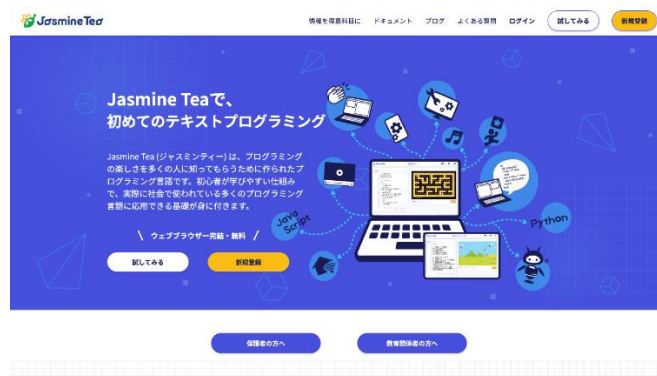 Jasmine Tea
情報を得意科目に ドキュメント ブログ よくある質問 ログイン 試してみる 新規登録
Jasmine Teaで、
初めてのテキストプログラミング
Jasmine Tea (ジャスミンティー) は、プログラミング
の楽しさを多くの人に知ってもらうために作られたプ
ログラミング言語です。初心者が学びやすい仕組み
で、実際に社会で使われている多くのプログラミング
言語に応用できる基礎が身に付きます。
\ ウェブブラウザー完結・無料 /
試してみる 新規登録
Java
Script
Python
保護者の方へ 教育関係者の方へ